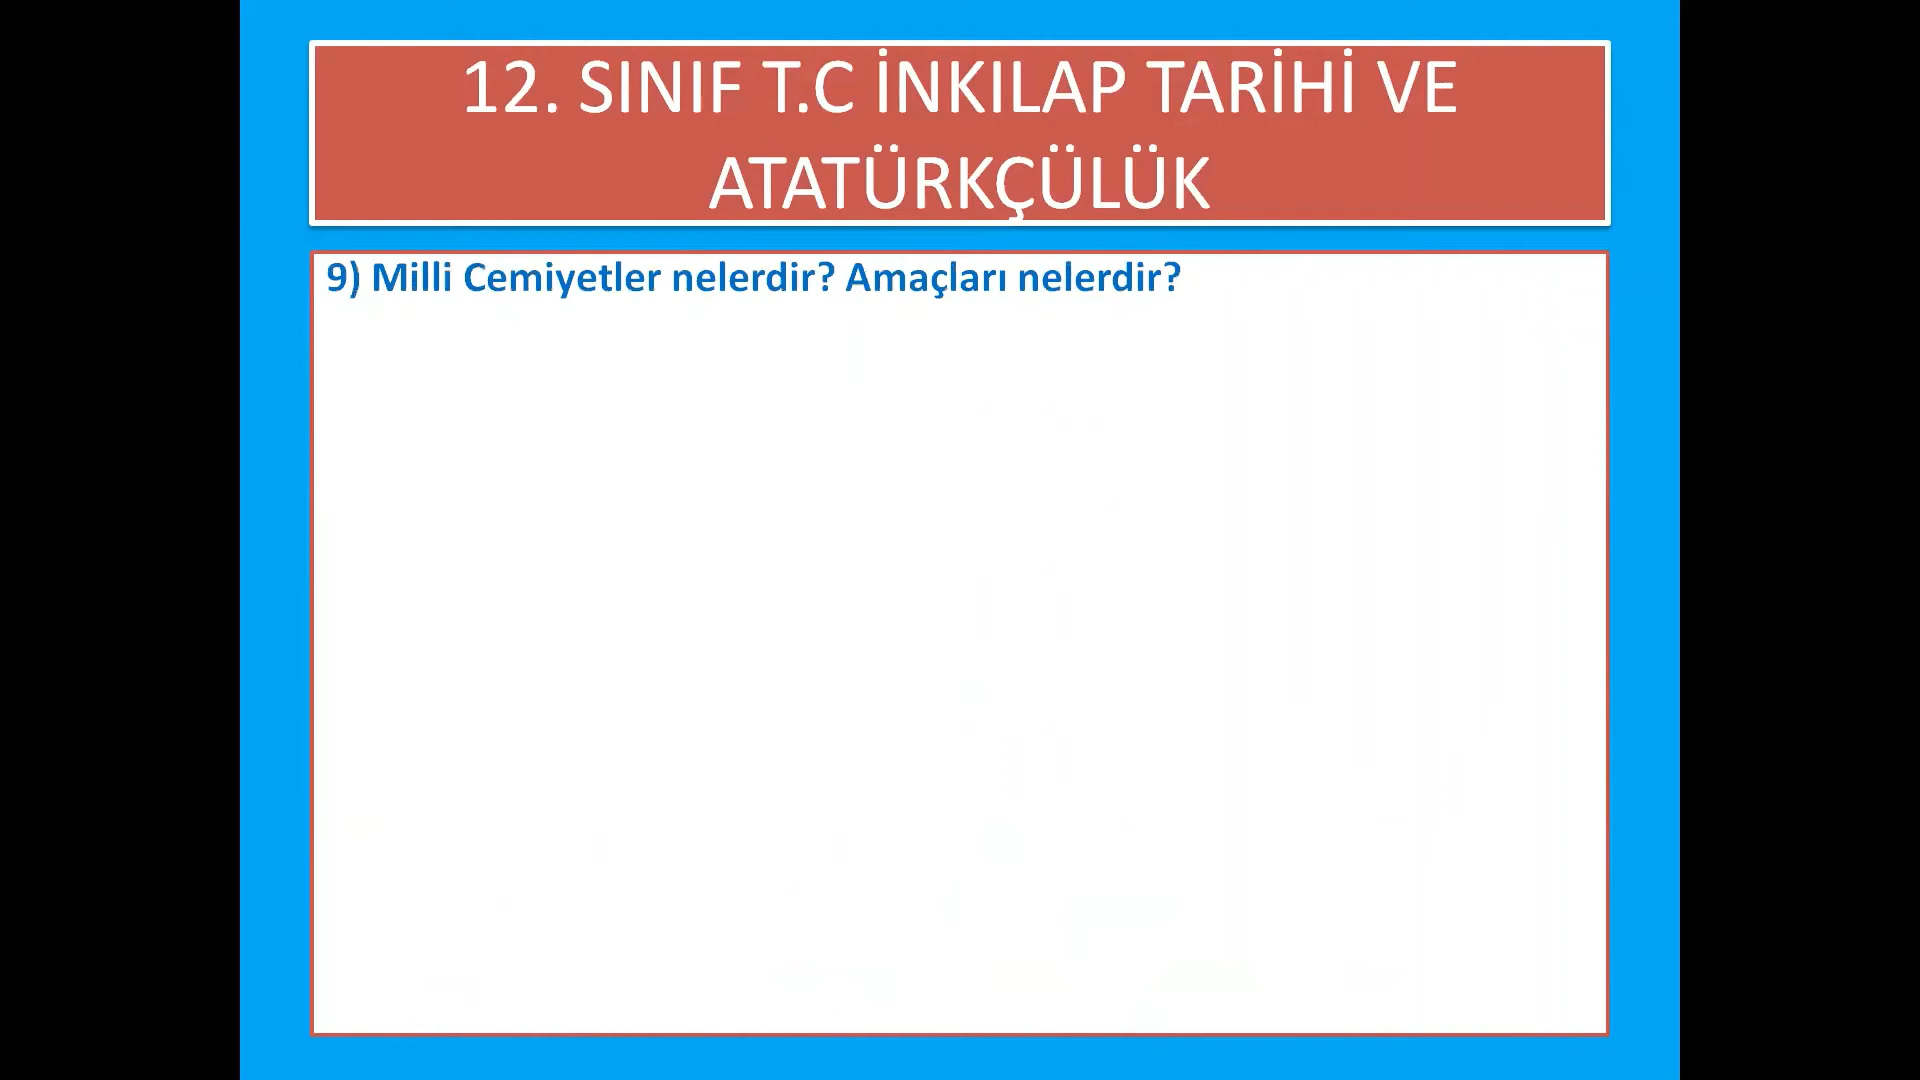 12. SINIF T.C İNKILAP TARİHİ VE
ATATÜRKÇÜLÜK
9) Milli Cemiyetler nelerdir? Amaçları nelerdir?